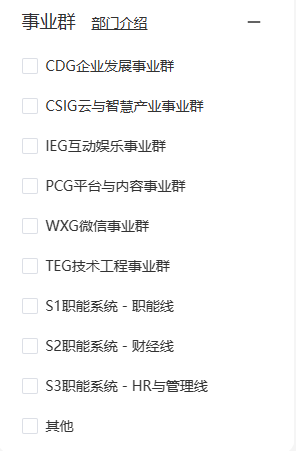 事业群 部门介绍
CDG企业发展事业群
CSIG云与智慧产业事业群
IEG互动娱乐事业群
PCG平台与内容事业群
WXG微信事业群
TEG技术工程事业群
S1职能系统 - 职能线
S2职能系统 - 财经线
S3职能系统 - HR与管理线
其他